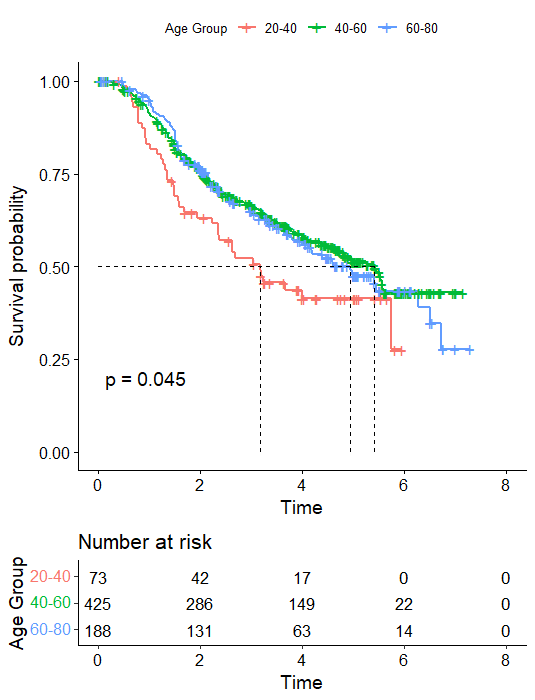 Age Group 20-40 40-60 60-80
Survival probability
1.00
0.75
0.50
0.25
0.00
p = 0.045
0 2 4 6 8
Time
Number at risk
Age Group
20-40 73 42 17 0 0
40-60 425 286 149 22 0
60-80 188 131 63 14 0
0 2 4 6 8
Time